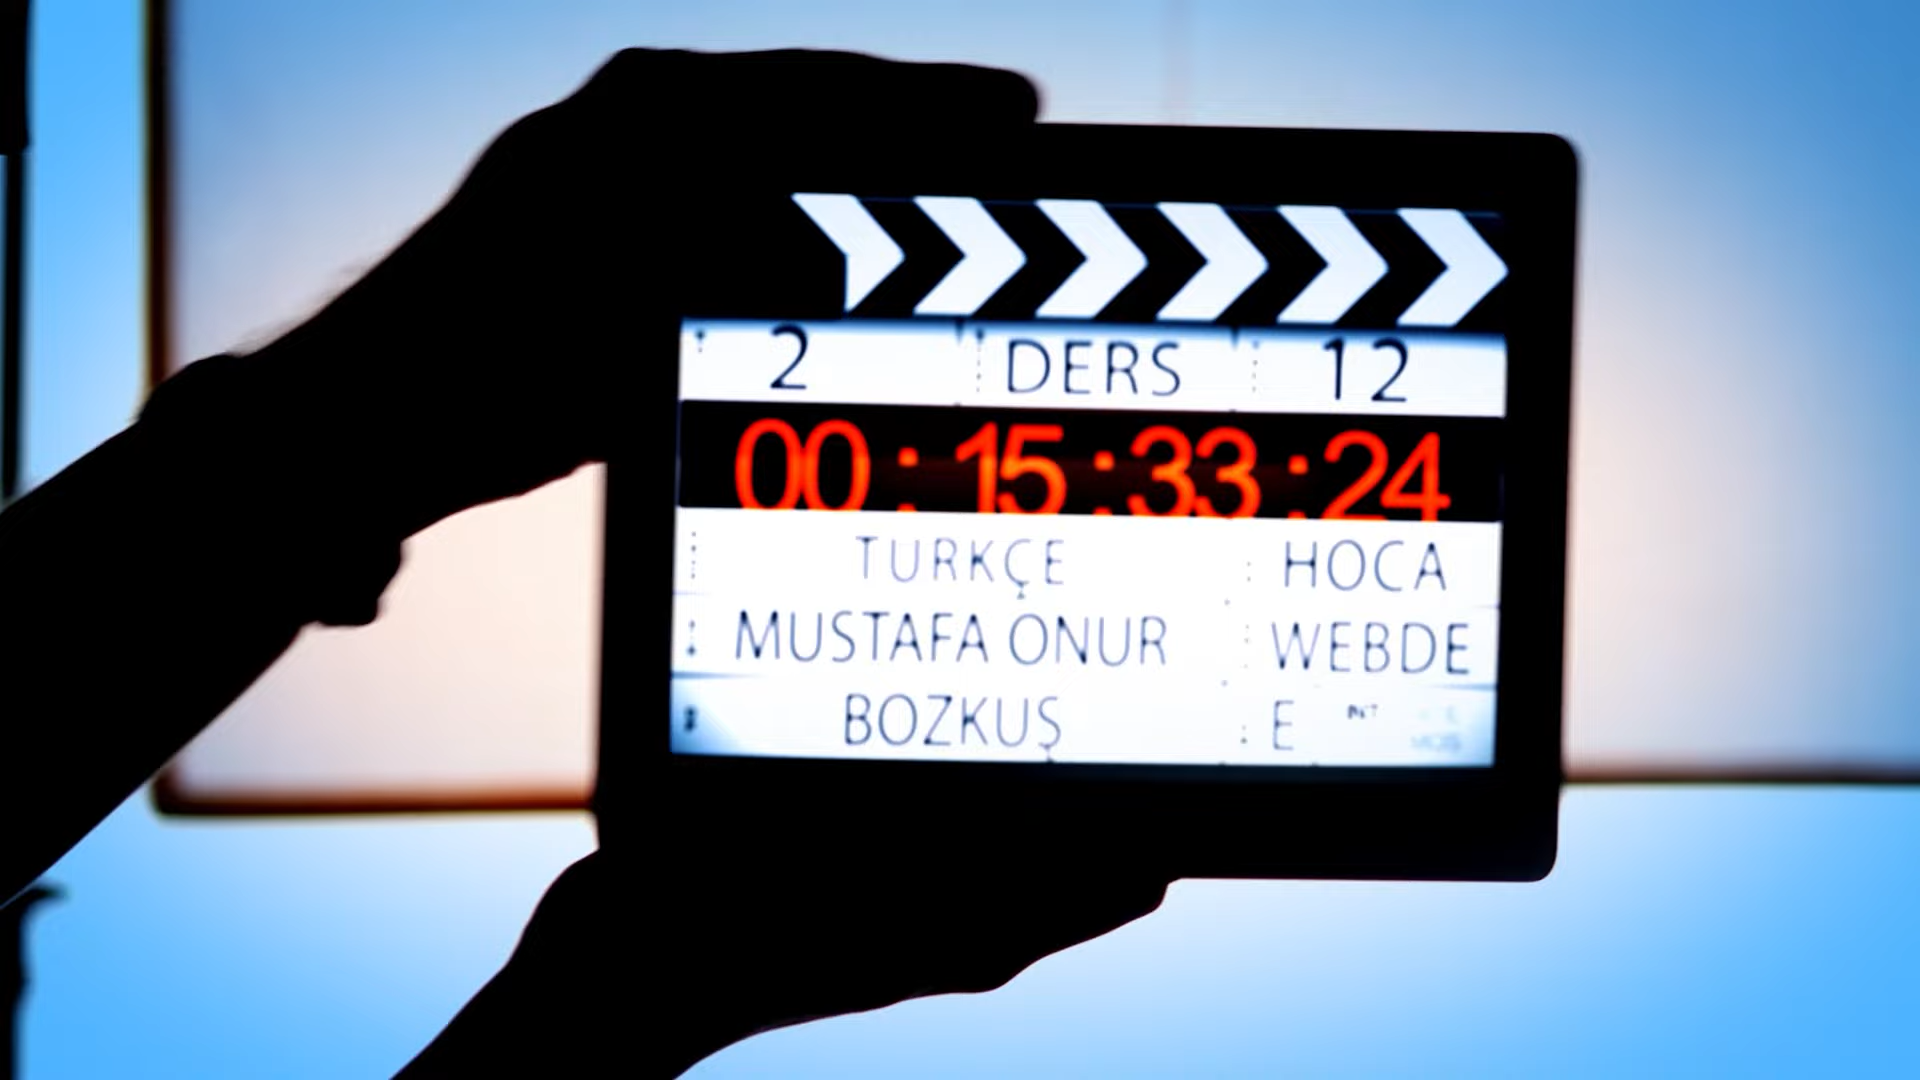 2 DERS 12
00:15:33:24
TURKÇE HOCA
MUSTAFA ONUR WEBDE
BOZKUŞ E